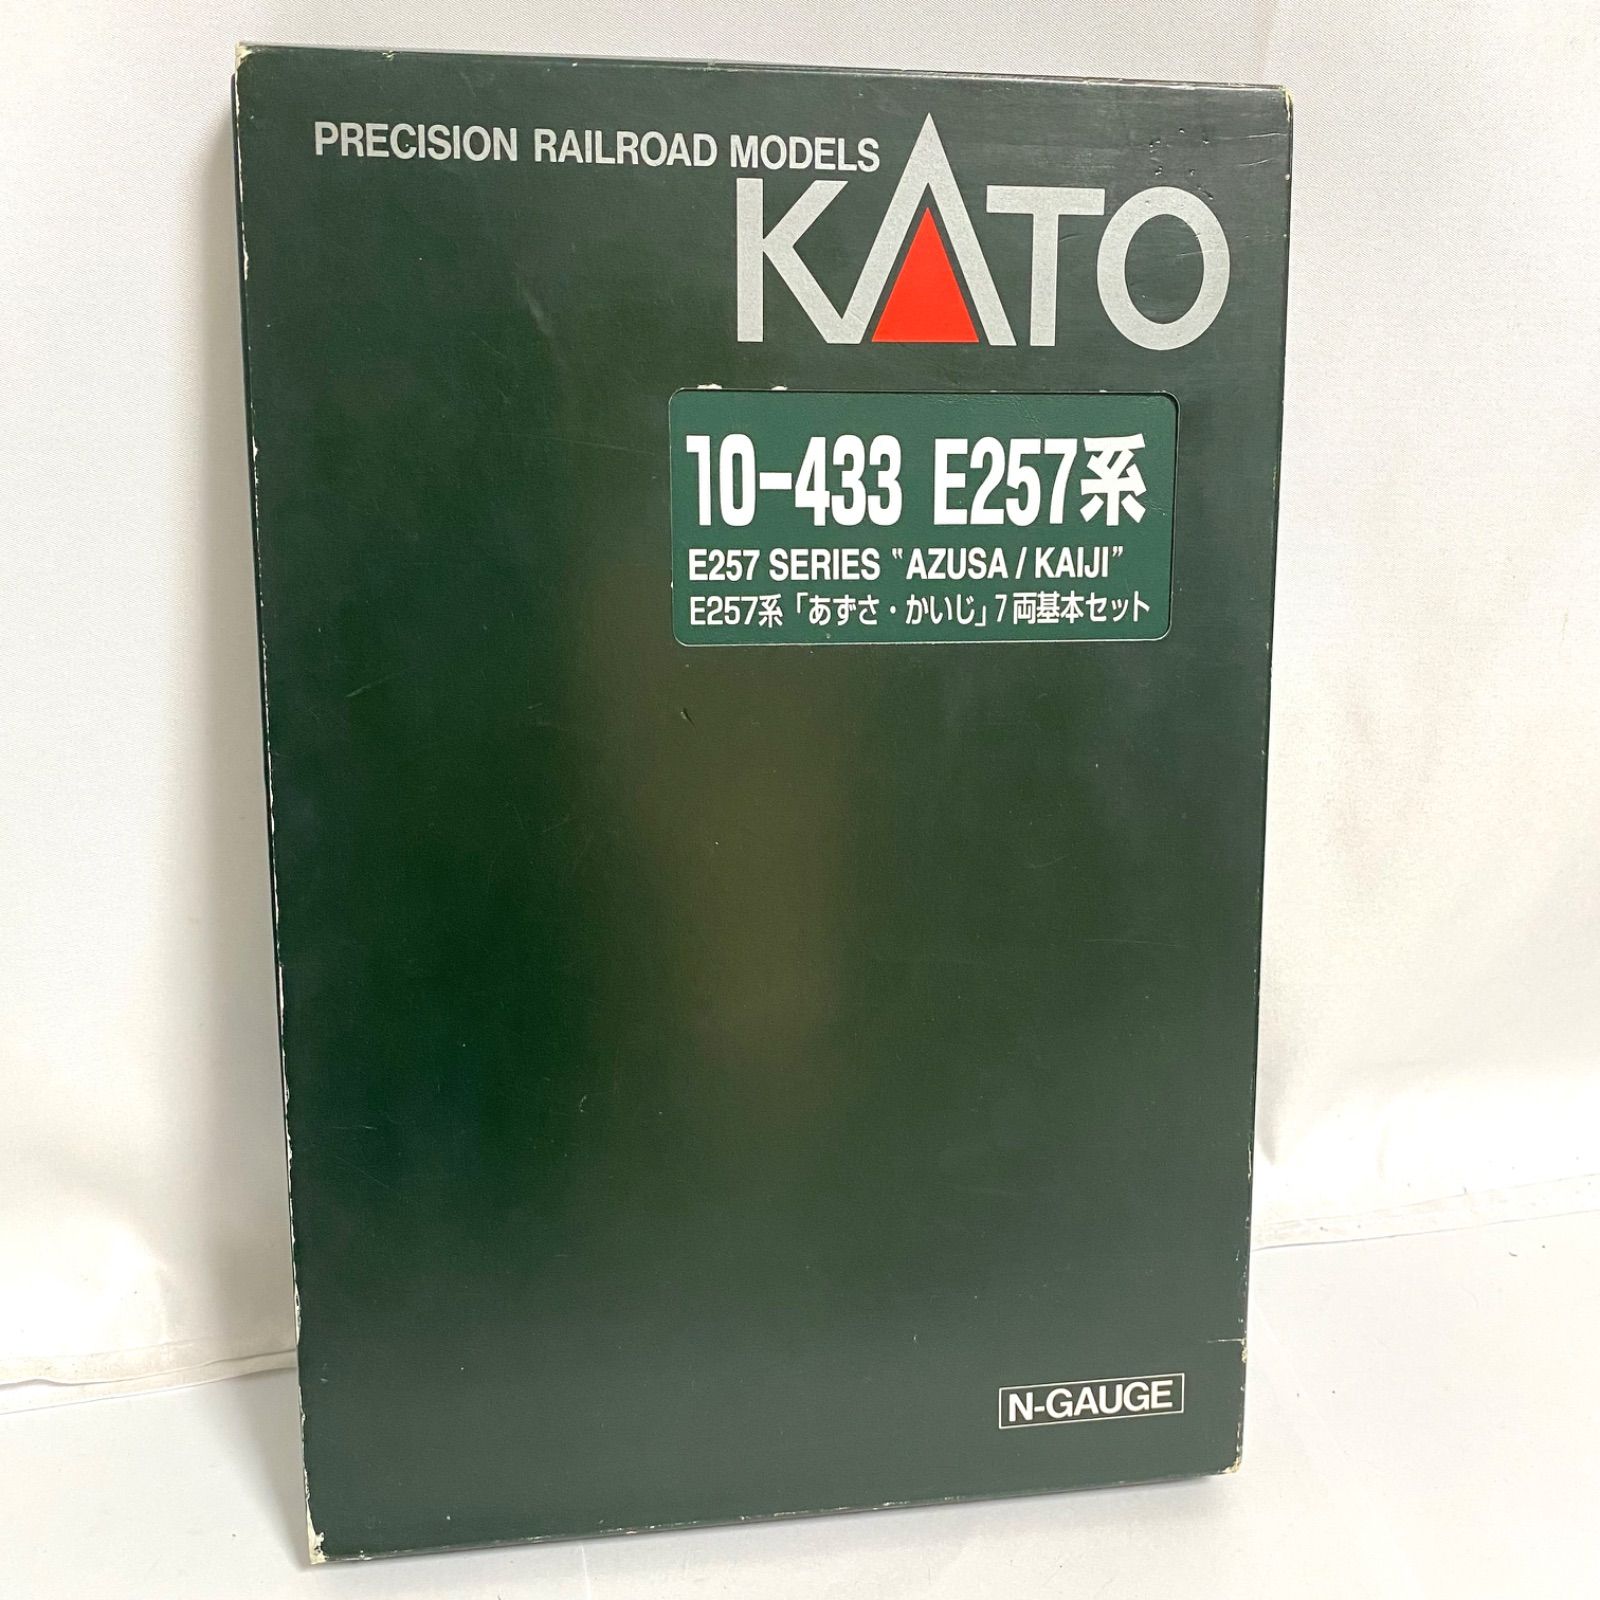 PRECISION RAILROAD MODELS
KATO
10-433 E257系
E257 SERIES “AZUSA / KAIJI”
E257系「あずさ・かいじ」7両基本セット
N-GAUGE